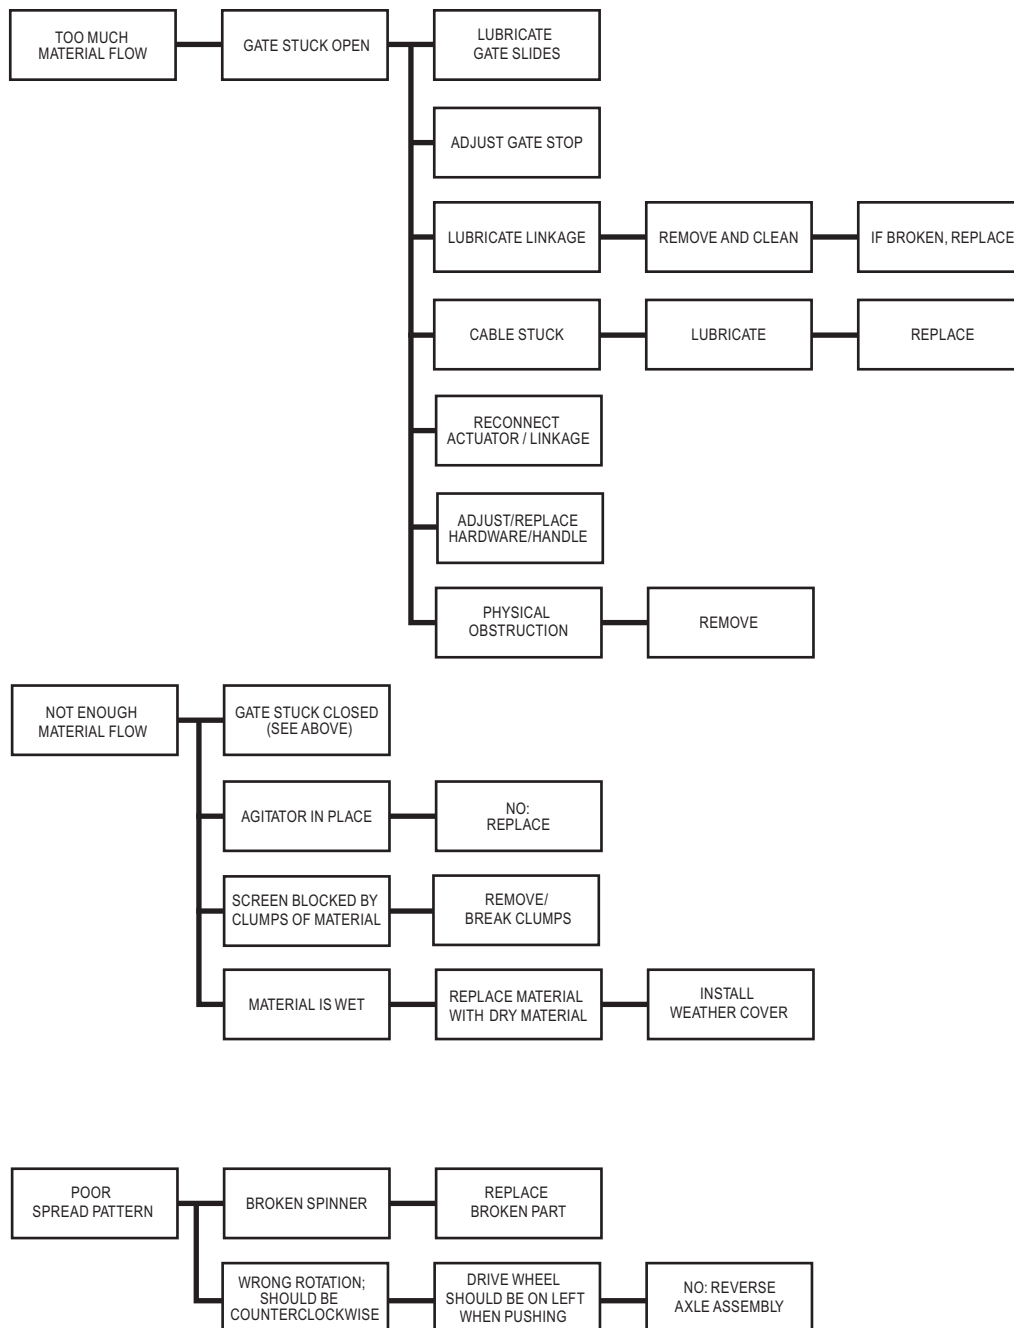 TOO MUCH
MATERIAL FLOW
GATE STUCK OPEN
LUBRICATE
GATE SLIDES
ADJUST GATE STOP
LUBRICATE LINKAGE
REMOVE AND CLEAN
IF BROKEN, REPLACE
CABLE STUCK
LUBRICATE
REPLACE
RECONNECT
ACTUATOR / LINKAGE
ADJUST/REPLACE
HARDWARE/HANDLE
PHYSICAL
OBSTRUCTION
REMOVE
NOT ENOUGH
MATERIAL FLOW
GATE STUCK CLOSED
(SEE ABOVE)
AGITATOR IN PLACE
NO:
REPLACE
SCREEN BLOCKED BY
CLUMPS OF MATERIAL
REMOVE/
BREAK CLUMPS
MATERIAL IS WET
REPLACE MATERIAL
WITH DRY MATERIAL
INSTALL
WEATHER COVER
POOR
SPREAD PATTERN
BROKEN SPINNER
REPLACE
BROKEN PART
WRONG ROTATION;
SHOULD BE
COUNTERCLOCKWISE
DRIVE WHEEL
SHOULD BE ON LEFT
WHEN PUSHING
NO: REVERSE
AXLE ASSEMBLY